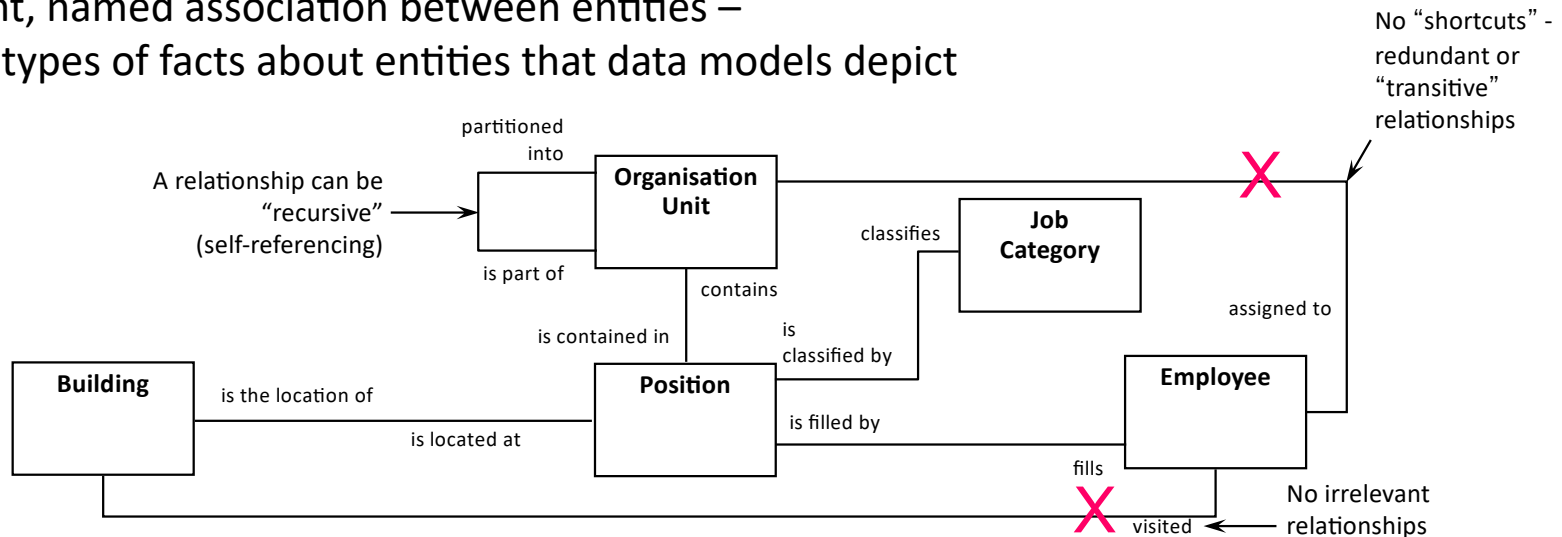 nt, named association between entities –
types of facts about entities that data models depict
No “shortcuts” -
redundant or
“transitive”
relationships
partitioned
into
A relationship can be
“recursive”
(self-referencing)
Organisation
Unit
X
Job
Category
classifies
is part of
contains
assigned to
is contained in
is
classified by
Building
Position
Employee
is the location of
is filled by
is located at
fills
No irrelevant
relationships
X
visited